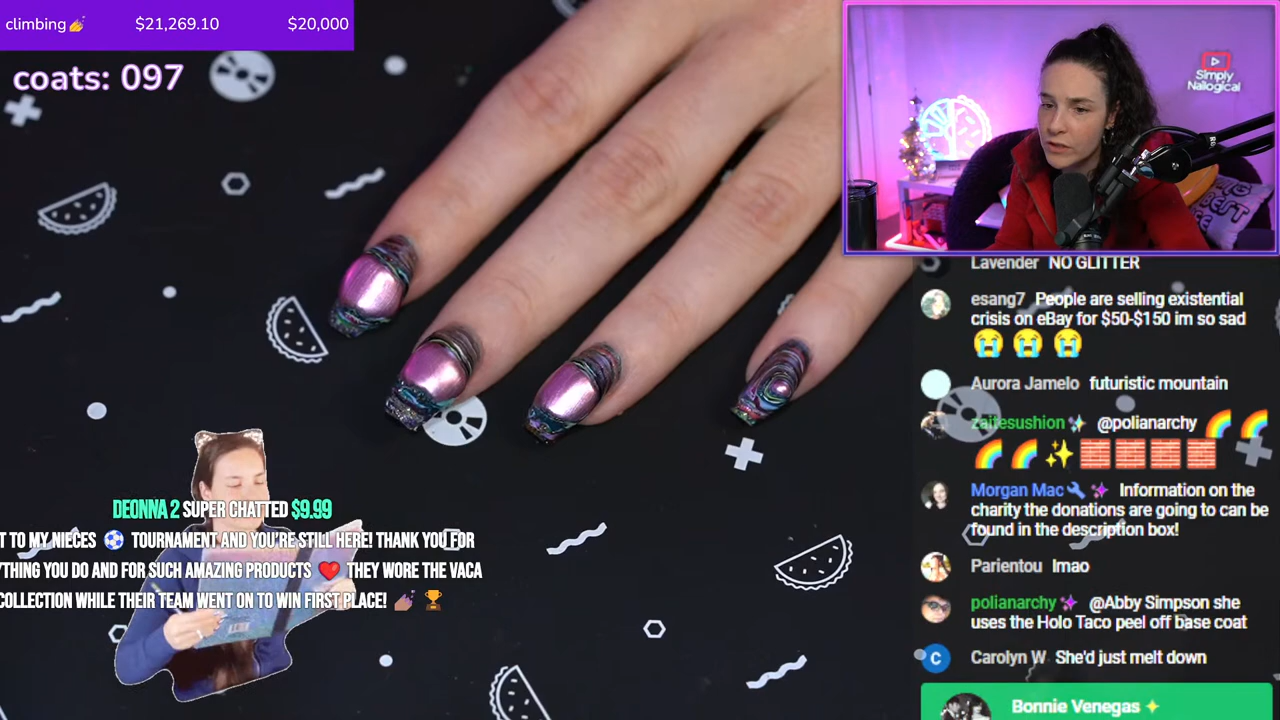 climbing💅 $21,269.10 $20,000
coats: 097
Simply
Nailogical
Lavender NO GLITTER
esang7 People are selling existential
crisis on eBay for $50-$150 im so sad
😭 😭 😭
Aurora Jamelo futuristic mountain
zaitesushion✨ @polianarchy 🌈 🌈
🌈 🌈 ✨ 🧱 🧱 🧱 🧱
Morgan Mac🔧 ✨ Information on the
charity the donations are going to can be
found in the description box!
Parientou lmao
polianarchy✨ @Abby Simpson she
uses the Holo Taco peel off base coat
Carolyn W She'd just melt down
Bonnie Venegas ✨
DEONNA 2 SUPER CHATTED $9.99
T TO MY NIECES ⚽ TOURNAMENT AND YOU'RE STILL HERE! THANK YOU FOR
YTHING YOU DO AND FOR SUCH AMAZING PRODUCTS ❤️ THEY WORE THE VACA
COLLECTION WHILE THEIR TEAM WENT ON TO WIN FIRST PLACE! 💅 🏆